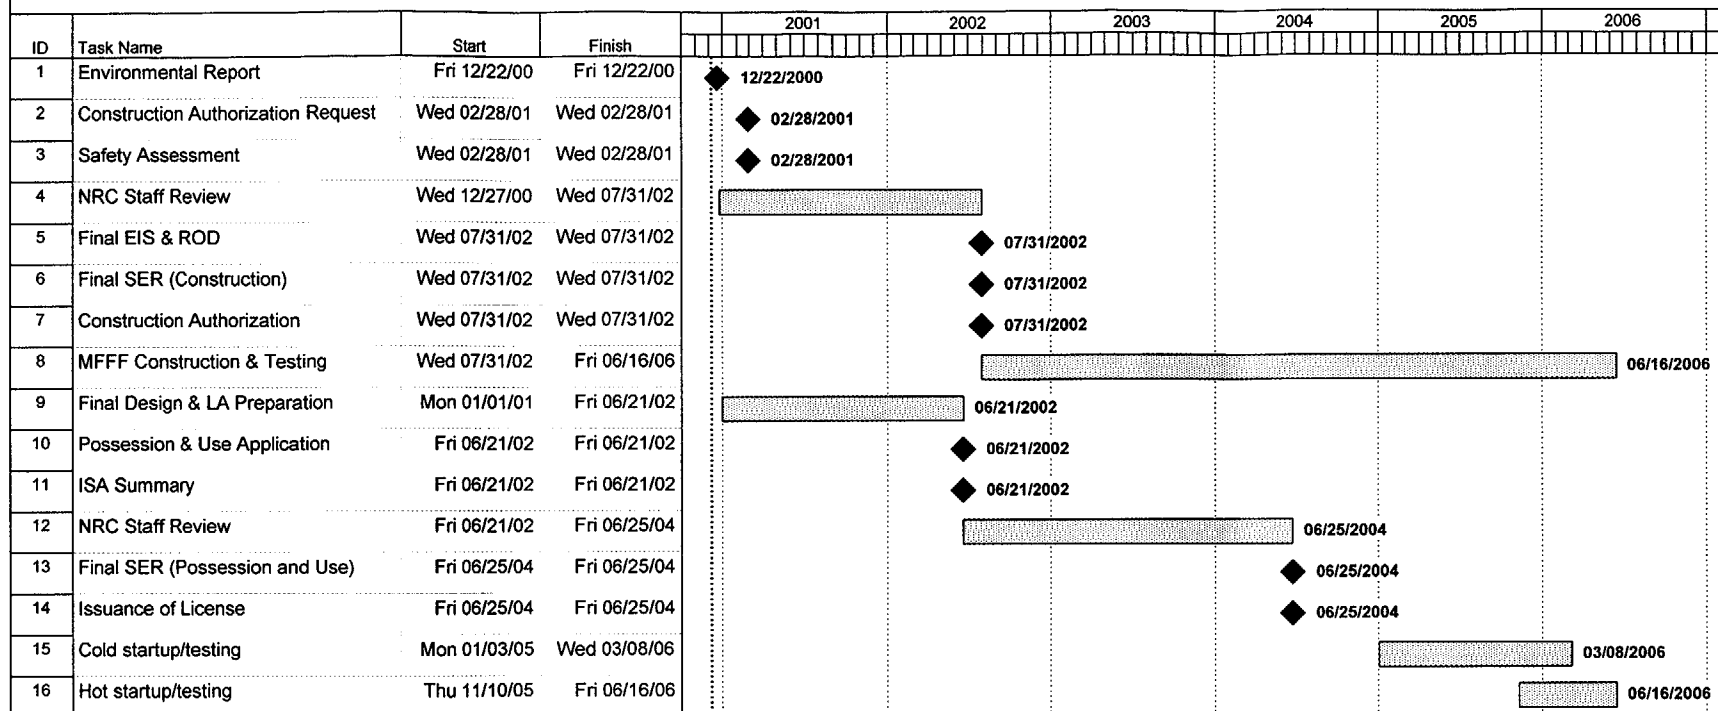 2001 2002 2003 2004 2005 2006
ID Task Name Start Finish
1 Environmental Report Fri 12/22/00 Fri 12/22/00 12/22/2000
2 Construction Authorization Request Wed 02/28/01 Wed 02/28/01 02/28/2001
3 Safety Assessment Wed 02/28/01 Wed 02/28/01 02/28/2001
4 NRC Staff Review Wed 12/27/00 Wed 07/31/02
5 Final EIS & ROD Wed 07/31/02 Wed 07/31/02 07/31/2002
6 Final SER (Construction) Wed 07/31/02 Wed 07/31/02 07/31/2002
7 Construction Authorization Wed 07/31/02 Wed 07/31/02 07/31/2002
8 MFFF Construction & Testing Wed 07/31/02 Fri 06/16/06 06/16/2006
9 Final Design & LA Preparation Mon 01/01/01 Fri 06/21/02 06/21/2002
10 Possession & Use Application Fri 06/21/02 Fri 06/21/02 06/21/2002
11 ISA Summary Fri 06/21/02 Fri 06/21/02 06/21/2002
12 NRC Staff Review Fri 06/21/02 Fri 06/25/04 06/25/2004
13 Final SER (Possession and Use) Fri 06/25/04 Fri 06/25/04 06/25/2004
14 Issuance of License Fri 06/25/04 Fri 06/25/04 06/25/2004
15 Cold startup/testing Mon 01/03/05 Wed 03/08/06 03/08/2006
16 Hot startup/testing Thu 11/10/05 Fri 06/16/06 06/16/2006